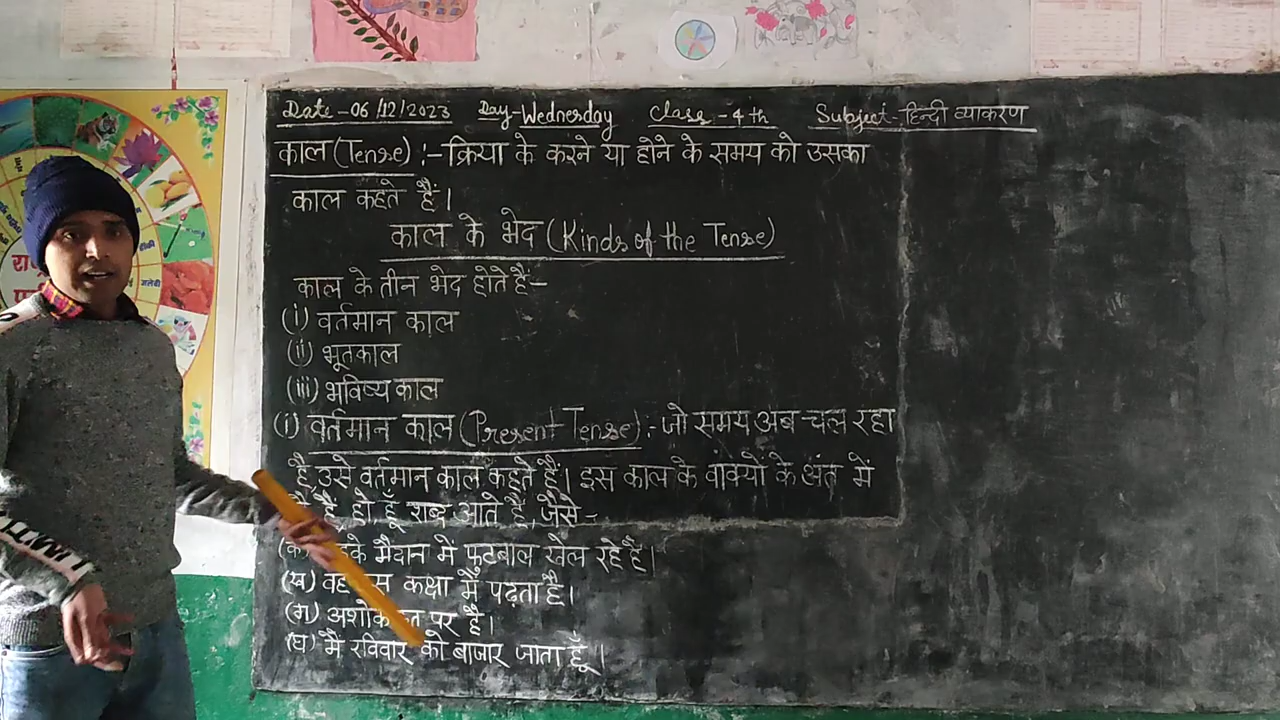 Date-06/12/2023 Day-Wednesday Class-4th Subject-हिन्दी व्याकरण
काल (Tense) :- क्रिया के करने या होने के समय को उसका
काल कहते हैं।
काल के भेद (Kinds of the Tense)
काल के तीन भेद होते हैं-
(i) वर्तमान काल
(ii) भूतकाल
(iii) भविष्य काल
(i) वर्तमान काल (Present Tense) :- जो समय अब चल रहा
है, उसे वर्तमान काल कहते हैं। इस काल के वाक्यों के अंत में
हैं, हो, हूँ शब्द आते हैं, जैसे-
(क) मैदान में फुटबाल खेल रहे हैं।
(ख) वह कक्षा में पढ़ता है।
(ग) अशोक पर है।
(घ) मैं रविवार को बाजार जाता हूँ।